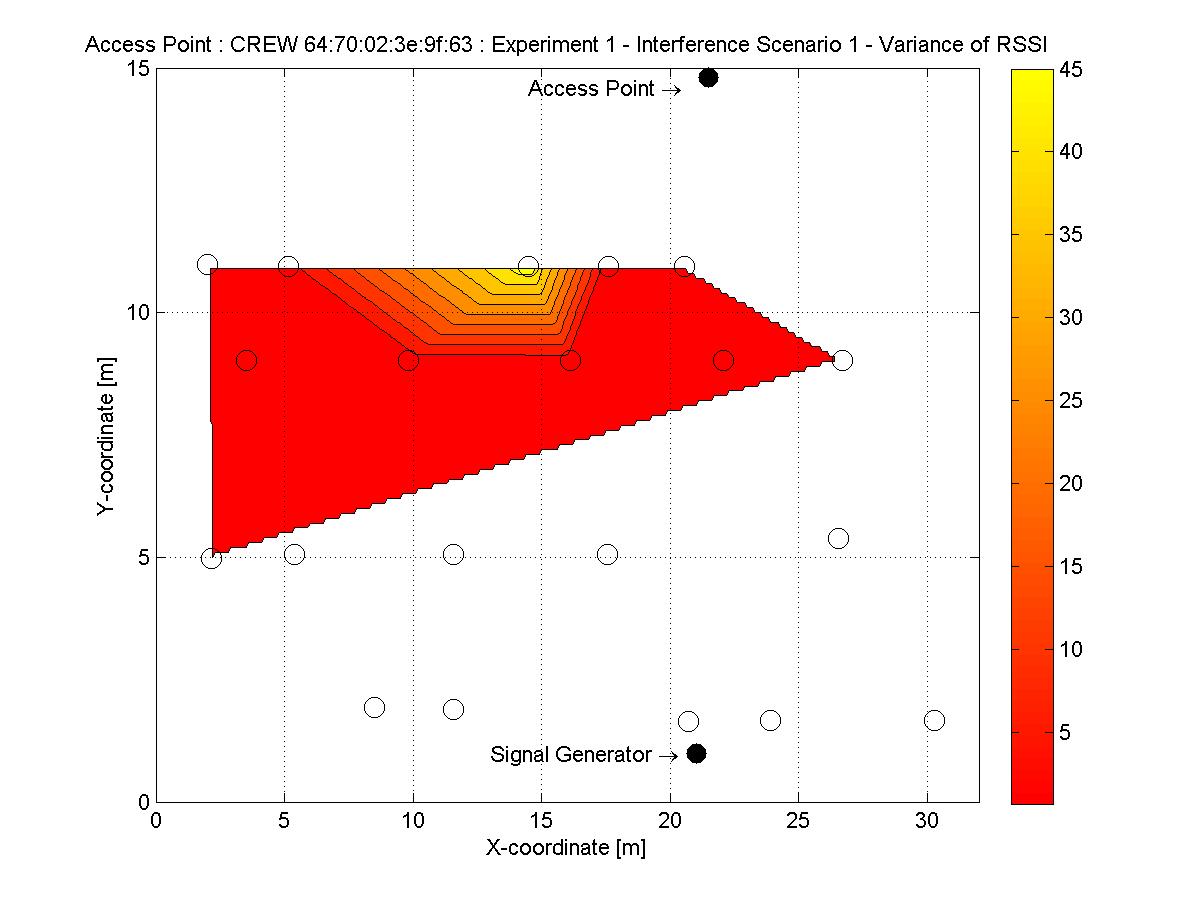 Access Point : CREW 64:70:02:3e:9f:63 : Experiment 1 - Interference Scenario 1 - Variance of RSSI
15
10
5
0
Y-coordinate [m]
Access Point →
Signal Generator →
0 5 10 15 20 25 30
X-coordinate [m]
45
40
35
30
25
20
15
10
5